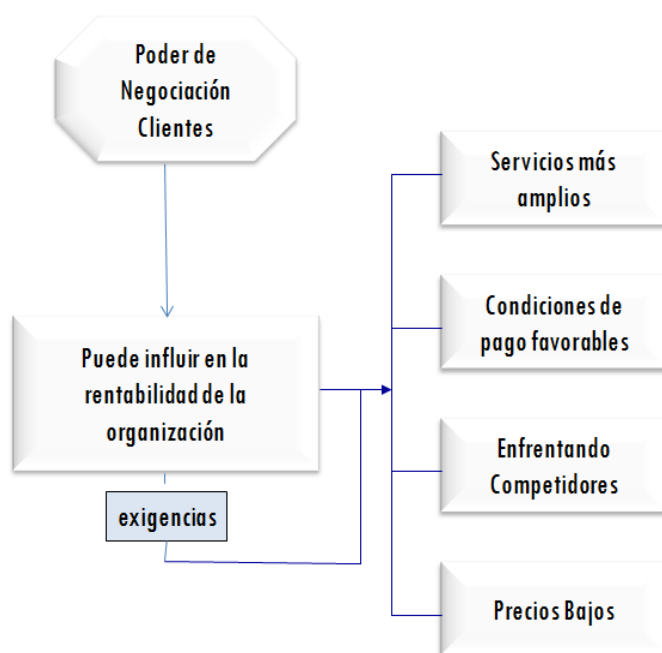 Poder de
Negociación
Clientes
Puede influir en la
rentabilidad de la
organización
exigencias
Servicios más
amplios
Condiciones de
pago favorables
Enfrentando
Competidores
Precios Bajos